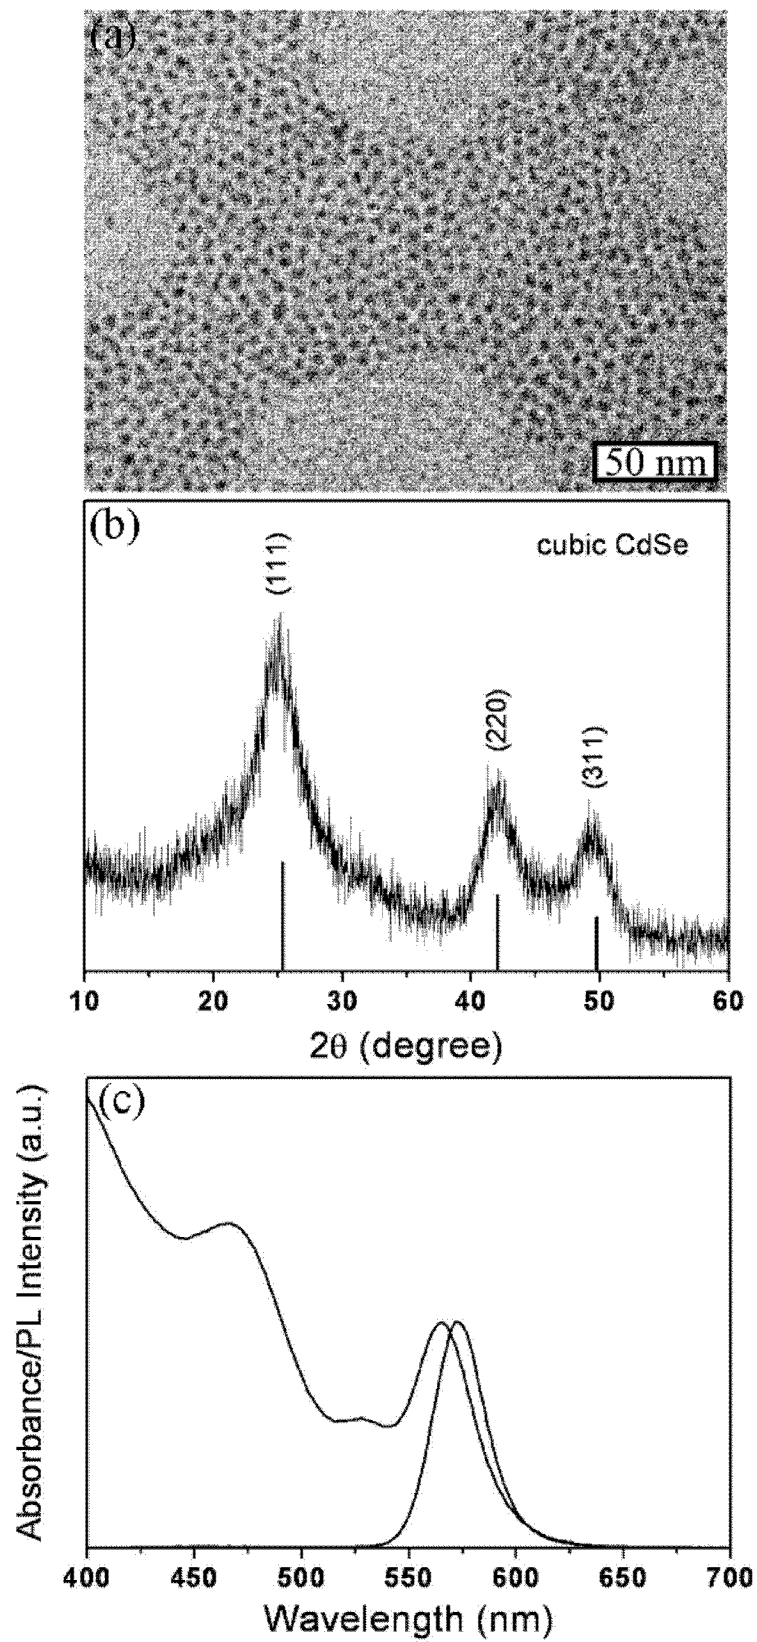 (a)
50 nm
(b)
cubic CdSe
(111)
(220)
(311)
10 20 30 40 50 60
2θ (degree)
(c)
Absorbance/PL Intensity (a.u.)
400 450 500 550 600 650 700
Wavelength (nm)